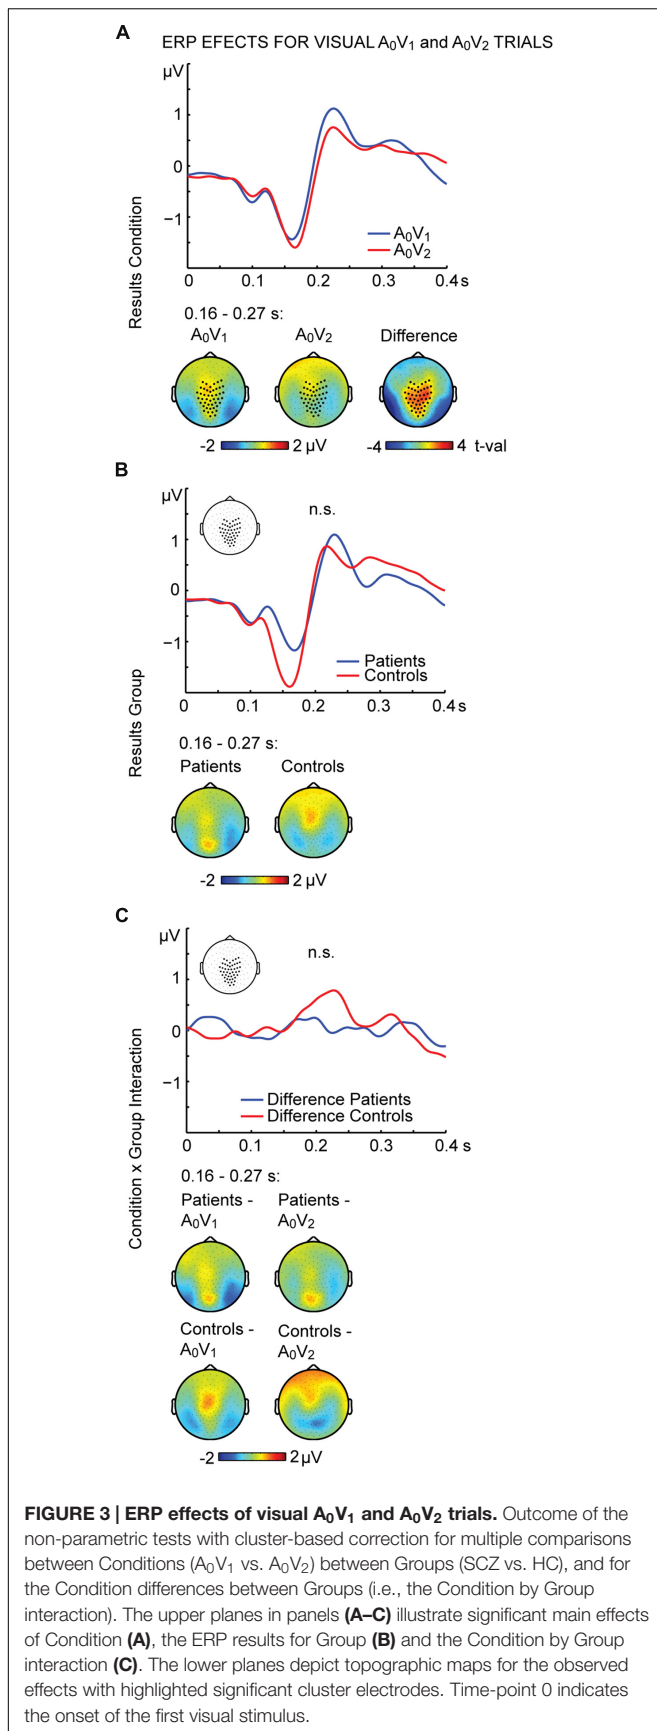 A
ERP EFECTS FOR VISUAL A₀V₁ and A₀V₂ TRIALS
µV
1
0
−1
A₀V₁
A₀V₂
0 0.1 0.2 0.3 0.4 s
Results Condition
0.16 - 0.27 s:
A₀V₁ A₀V₂ Difference
-2 2 µV -4 4 t-val
B
µV
n.s.
1
0
−1
Patients
Controls
0 0.1 0.2 0.3 0.4 s
Results Group
0.16 - 0.27 s:
Patients Controls
-2 2 µV
C
µV
n.s.
1
0
−1
Difference Patients
Difference Controls
0 0.1 0.2 0.3 0.4 s
Condition x Group Interaction
0.16 - 0.27 s:
Patients - Patients -
A₀V₁ A₀V₂
Controls - Controls -
A₀V₁ A₀V₂
-2 2 µV
FIGURE 3 | ERP effects of visual A₀V₁ and A₀V₂ trials. Outcome of the
non-parametric tests with cluster-based correction for multiple comparisons
between Conditions (A₀V₁ vs. A₀V₂) between Groups (SCZ vs. HC), and for
the Condition differences between Groups (i.e., the Condition by Group
interaction). The upper planes in panels (A–C) illustrate significant main effects
of Condition (A), the ERP results for Group (B) and the Condition by Group
interaction (C). The lower planes depict topographic maps for the observed
effects with highlighted significant cluster electrodes. Time-point 0 indicates
the onset of the first visual stimulus.